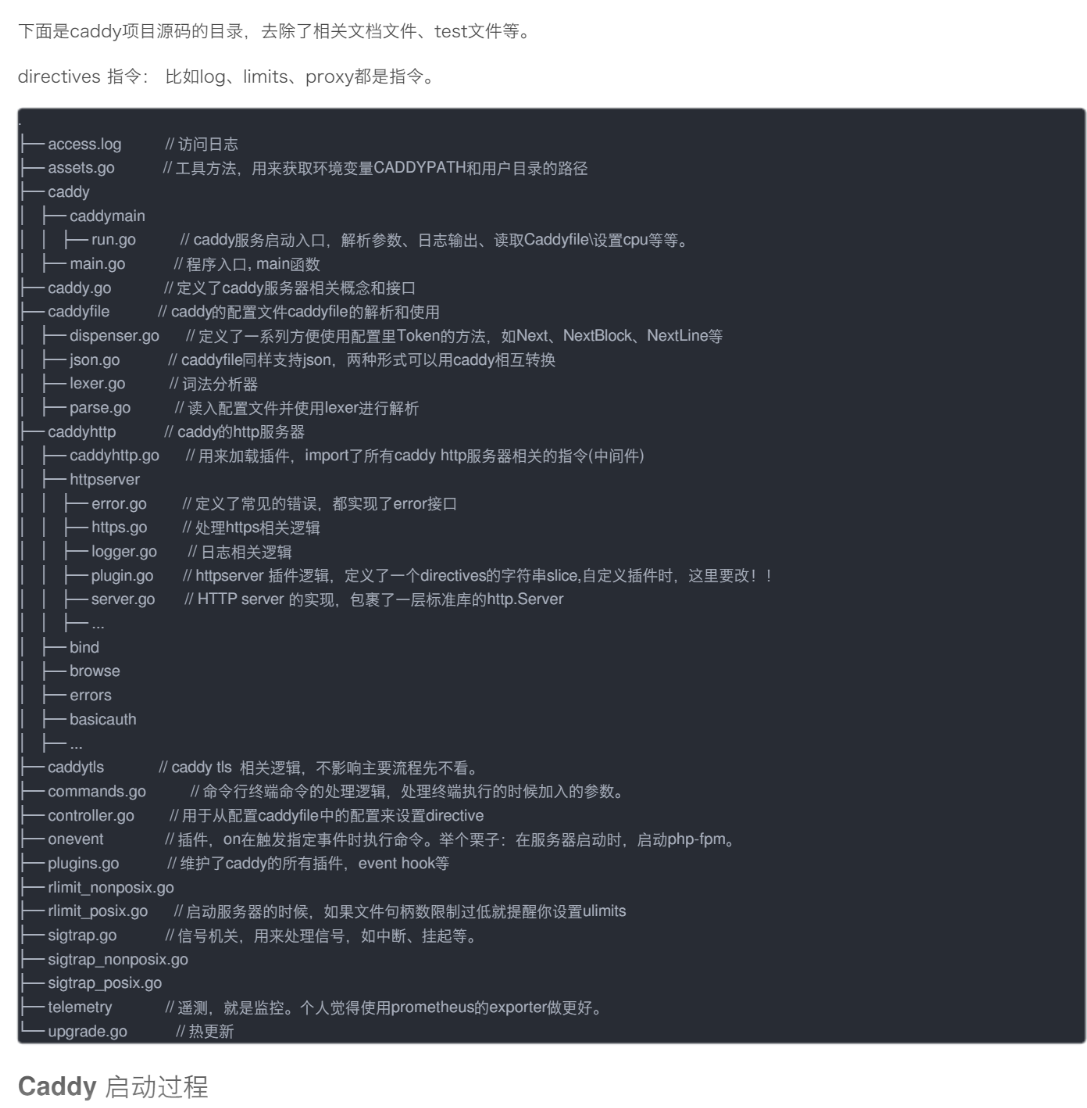 下面是caddy项目源码的目录，去除了相关文档文件、test文件等。
directives 指令： 比如log、limits、proxy都是指令。
.
├── access.log // 访问日志
├── assets.go // 工具方法，用来获取环境变量CADDYPATH和用户目录的路径
├── caddy
│ ├── caddymain
│ │ ├── run.go // caddy服务启动入口，解析参数、日志输出、读取Caddyfile\设置cpu等等。
│ ├── main.go // 程序入口, main函数
├── caddy.go // 定义了caddy服务器相关概念和接口
├── caddyfile // caddy的配置文件caddyfile的解析和使用
│ ├── dispenser.go // 定义了一系列方便使用配置里Token的方法，如Next、NextBlock、NextLine等
│ ├── json.go // caddyfile同样支持json，两种形式可以用caddy相互转换
│ ├── lexer.go // 词法分析器
│ ├── parse.go // 读入配置文件并使用lexer进行解析
├── caddyhttp // caddy的http服务器
│ ├── caddyhttp.go // 用来加载插件，import了所有caddy http服务器相关的指令(中间件)
│ ├── httpserver
│ │ ├── error.go // 定义了常见的错误，都实现了error接口
│ │ ├── https.go // 处理https相关逻辑
│ │ ├── logger.go // 日志相关逻辑
│ │ ├── plugin.go // httpserver 插件逻辑，定义了一个directives的字符串slice,自定义插件时，这里要改！！
│ │ ├── server.go // HTTP server 的实现，包裹了一层标准库的http.Server
│ │ ├── ...
│ ├── bind
│ ├── browse
│ ├── errors
│ ├── basicauth
│ ├── ...
├── caddytls // caddy tls 相关逻辑，不影响主要流程先不看。
├── commands.go // 命令行终端命令的处理逻辑，处理终端执行的时候加入的参数。
├── controller.go // 用于从配置caddyfile中的配置来设置directive
├── onevent // 插件，on在触发指定事件时执行命令。举个栗子：在服务器启动时，启动php-fpm。
├── plugins.go // 维护了caddy的所有插件，event hook等
├── rlimit_nonposix.go
├── rlimit_posix.go // 启动服务器的时候，如果文件句柄数限制过低就提醒你设置ulimits
├── sigtrap.go // 信号机关，用来处理信号，如中断、挂起等。
├── sigtrap_nonposix.go
├── sigtrap_posix.go
├── telemetry // 遥测，就是监控。个人觉得使用prometheus的exporter做更好。
└── upgrade.go // 热更新
Caddy 启动过程